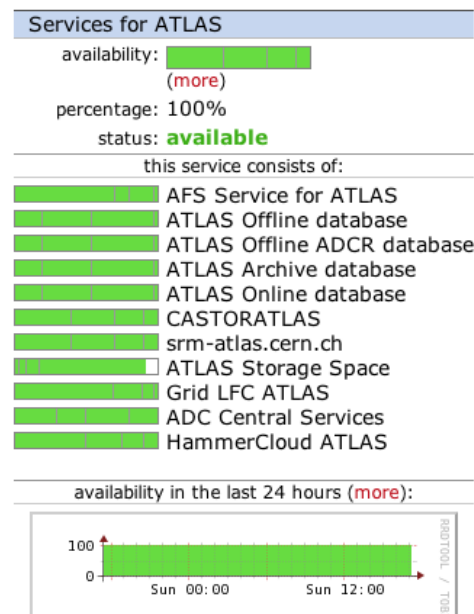 Services for ATLAS
availability:
(more)
percentage: 100%
status: available
this service consists of:
AFS Service for ATLAS
ATLAS Offline database
ATLAS Offline ADCR database
ATLAS Archive database
ATLAS Online database
CASTORATLAS
srm-atlas.cern.ch
ATLAS Storage Space
Grid LFC ATLAS
ADC Central Services
HammerCloud ATLAS
availability in the last 24 hours (more):
100
0
Sun 00:00 Sun 12:00
RRDTOOL / TOB